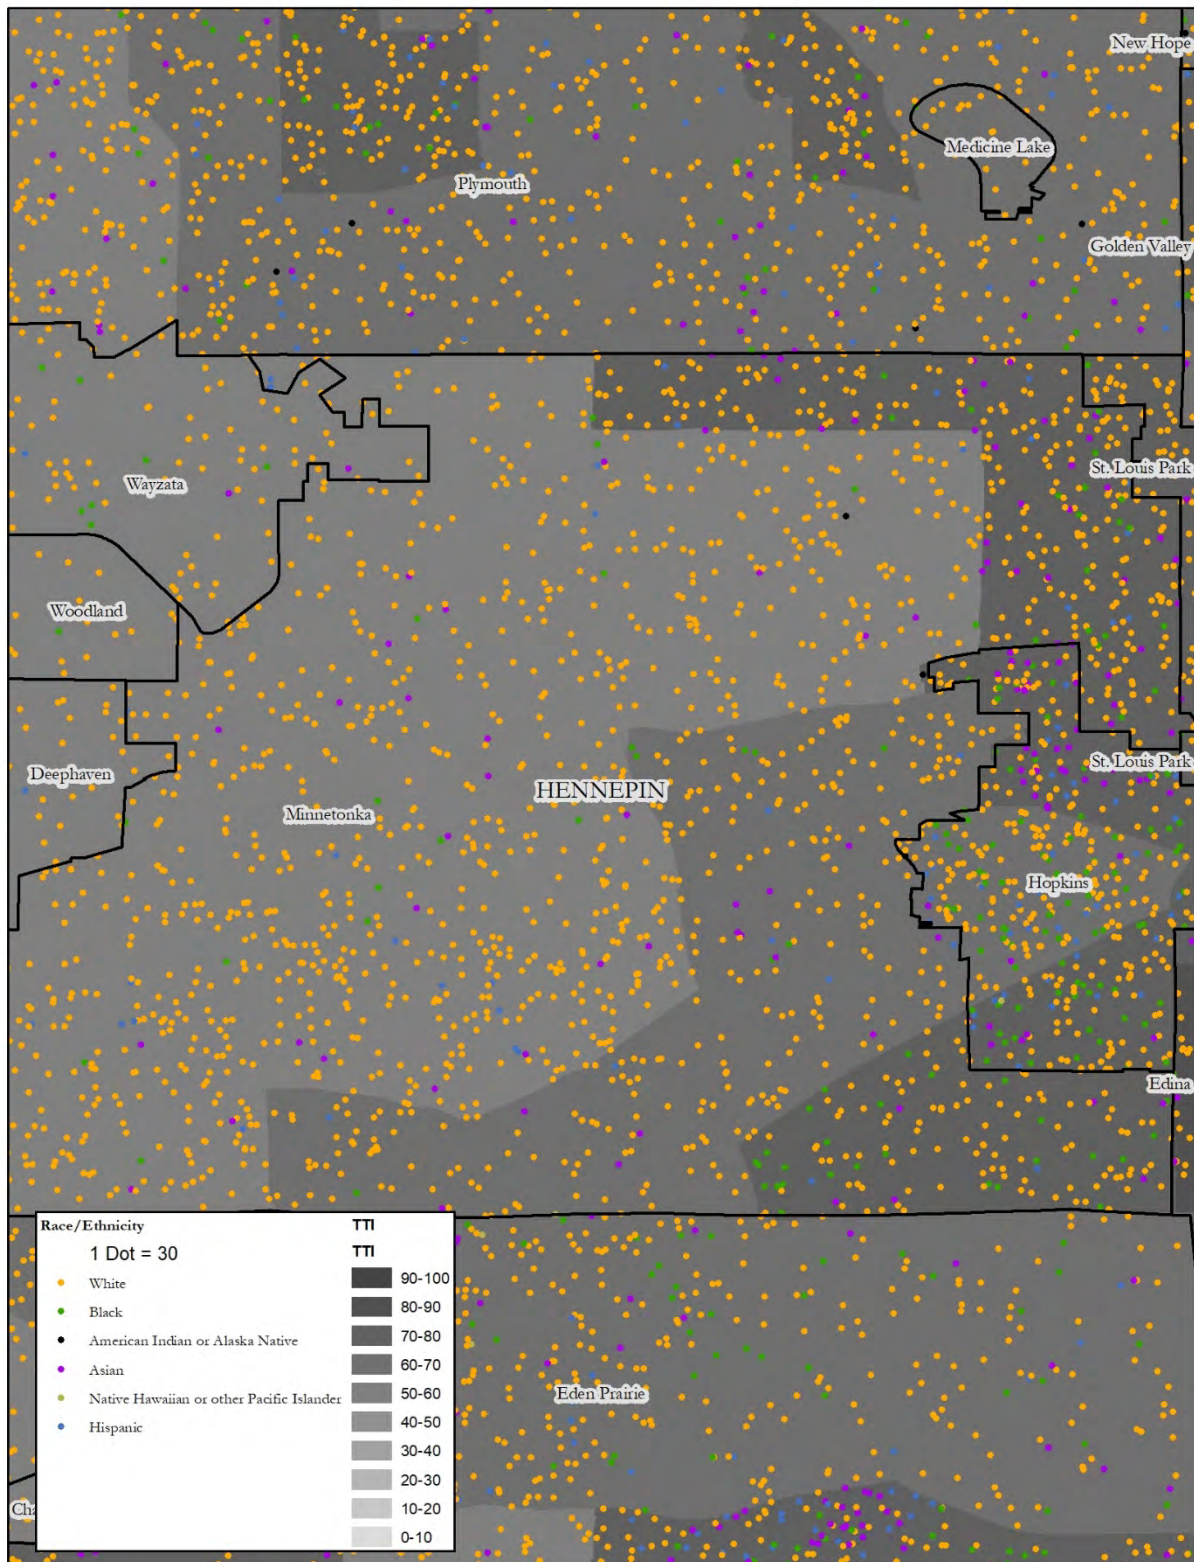 New Hope
Medicine Lake
Plymouth
Golden Valley
St. Louis Park
Wayzata
Woodland
St. Louis Park
Deephaven
HENNEPIN
Minnetonka
Hopkins
Edina
Race/Ethnicity
1 Dot = 30
White
Black
American Indian or Alaska Native
Asian
Native Hawaiian or other Pacific Islander
Hispanic
TTI
TTI
90-100
80-90
70-80
60-70
50-60
40-50
30-40
20-30
10-20
0-10
Eden Prairie
Cha